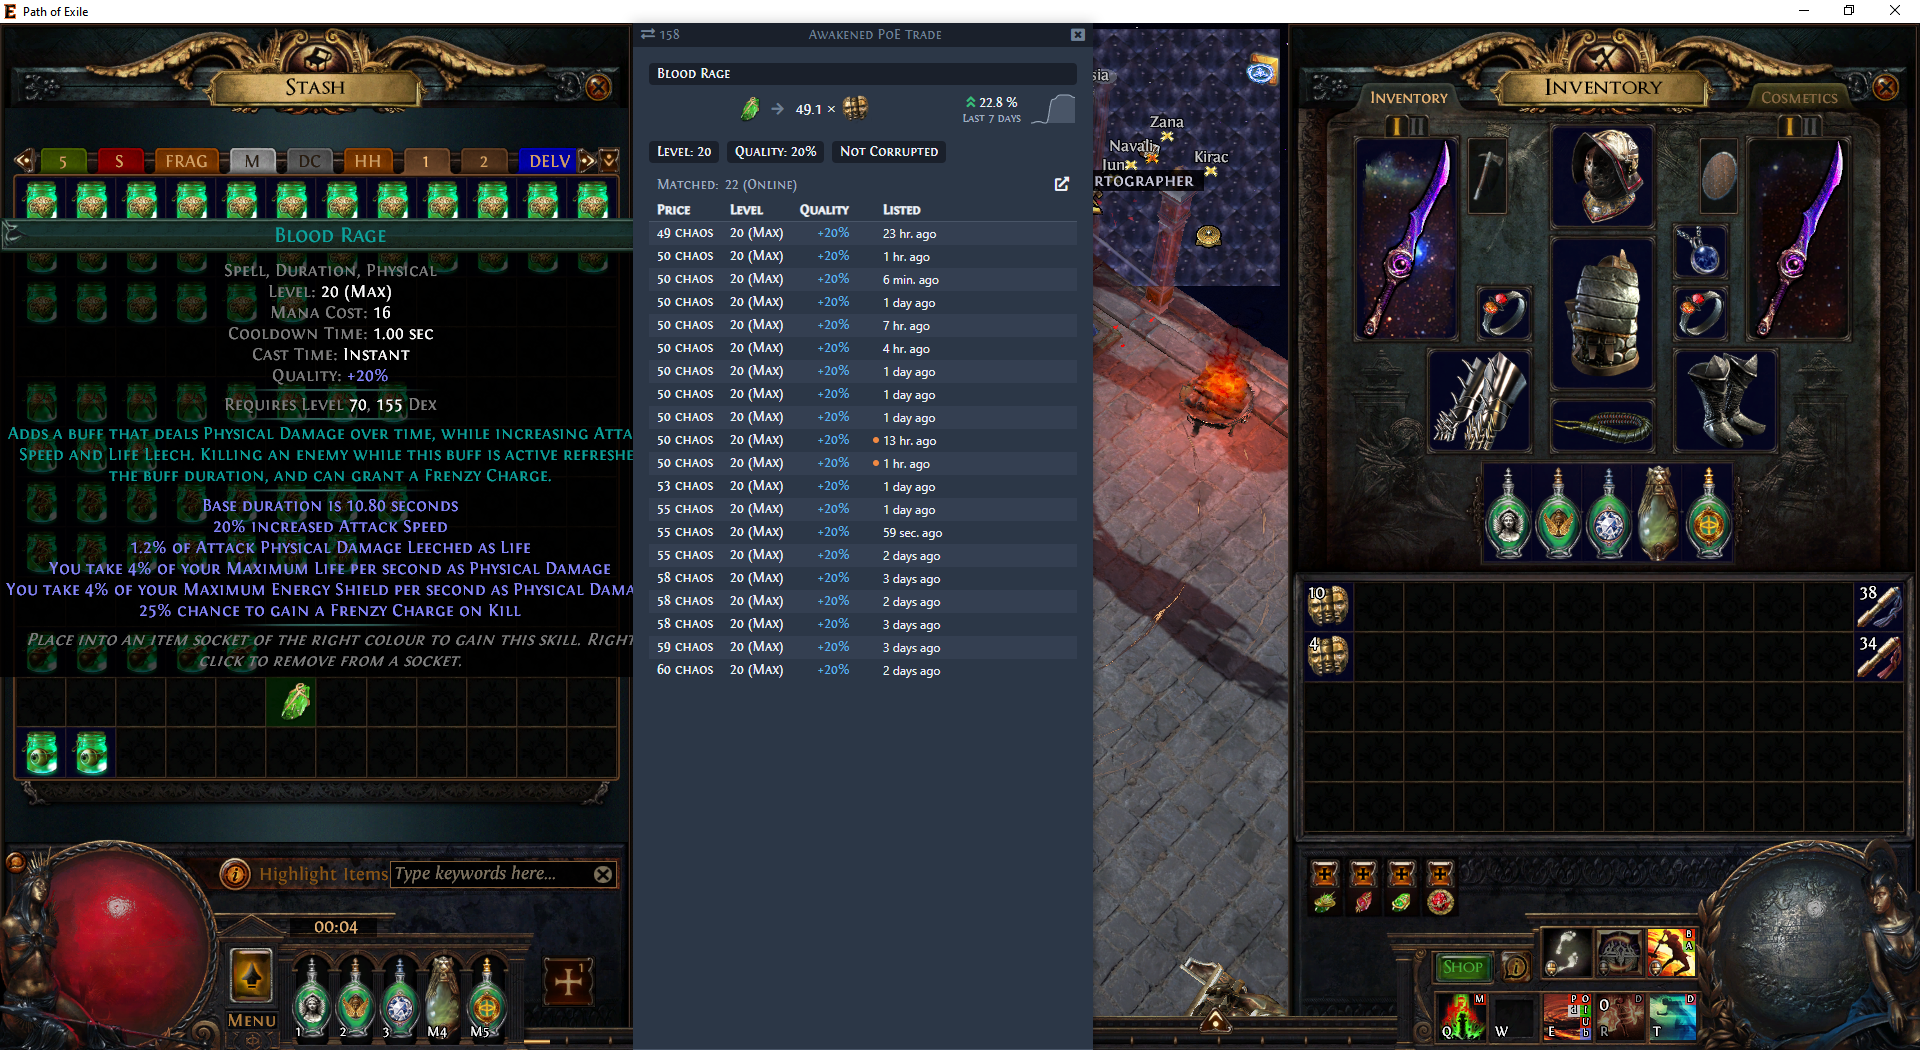 Path of Exile
Stash
5 S FRAG M DC HH 1 2 DELV
Blood Rage
Spell, Duration, Physical
Level: 20 (Max)
Mana Cost: 16
Cooldown Time: 1.00 sec
Cast Time: Instant
Quality: +20%
Requires Level 70, 155 Dex
Adds a buff that deals Physical Damage over time, while increasing Atta
Speed and Life Leech. Killing an enemy while this buff is active refreshe
the buff duration, and can grant a Frenzy Charge.
Base duration is 10.80 seconds
20% increased Attack Speed
1.2% of Attack Physical Damage Leeched as Life
You take 4% of your Maximum Life per second as Physical Damage
You take 4% of your Maximum Energy Shield per second as Physical Dama
25% chance to gain a Frenzy Charge on Kill
Place into an item socket of the right colour to gain this skill. Right
click to remove from a socket.
Highlight Items Type keywords here...
00:04
Menu
1 2 3 M4 M5
1
158 Awakened PoE Trade
Blood Rage
49.1 ×
22.8 %
Last 7 days
Level: 20 Quality: 20% Not Corrupted
Matched: 22 (Online)
Price Level Quality Listed
49 chaos 20 (Max) +20% 23 hr. ago
50 chaos 20 (Max) +20% 1 hr. ago
50 chaos 20 (Max) +20% 6 min. ago
50 chaos 20 (Max) +20% 1 day ago
50 chaos 20 (Max) +20% 7 hr. ago
50 chaos 20 (Max) +20% 4 hr. ago
50 chaos 20 (Max) +20% 1 day ago
50 chaos 20 (Max) +20% 1 day ago
50 chaos 20 (Max) +20% 1 day ago
50 chaos 20 (Max) +20% 13 hr. ago
50 chaos 20 (Max) +20% 1 hr. ago
53 chaos 20 (Max) +20% 1 day ago
55 chaos 20 (Max) +20% 1 day ago
55 chaos 20 (Max) +20% 59 sec. ago
55 chaos 20 (Max) +20% 2 days ago
58 chaos 20 (Max) +20% 3 days ago
58 chaos 20 (Max) +20% 2 days ago
58 chaos 20 (Max) +20% 3 days ago
59 chaos 20 (Max) +20% 3 days ago
60 chaos 20 (Max) +20% 2 days ago
sia
Zana
Navali
Jun
Kirac
rtographer
Inventory
Inventory
Cosmetics
I II
I II
10 38
4 34
Shop
B
A
M
Q W
P O
d t
U
E b
O D
R
D
T